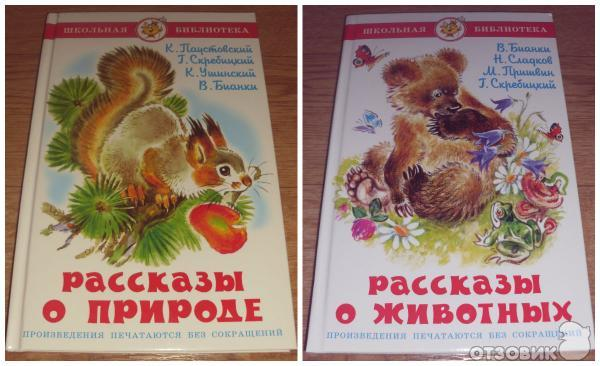 ШКОЛЬНАЯ БИБЛИОТЕКА
К. Паустовский
Г. Скребицкий
К. Ушинский
В. Бианки
Рассказы
о природе
ПРОИЗВЕДЕНИЯ ПЕЧАТАЮТСЯ БЕЗ СОКРАЩЕНИЙ
ШКОЛЬНАЯ БИБЛИОТЕКА
В. Бианки
Н. Сладков
М. Пришвин
Г. Скребицкий
Рассказы
о животных
ПРОИЗВЕДЕНИЯ ПЕЧАТАЮТСЯ БЕЗ СОКРАЩЕНИЙ
ОТЗОВИК